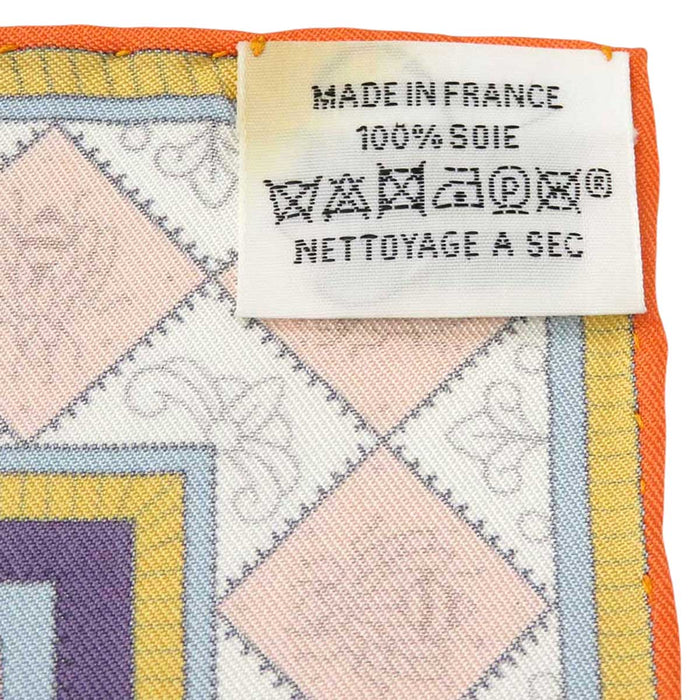 MADE IN FRANCE
100% SOIE
P ®
NETTOYAGE A SEC